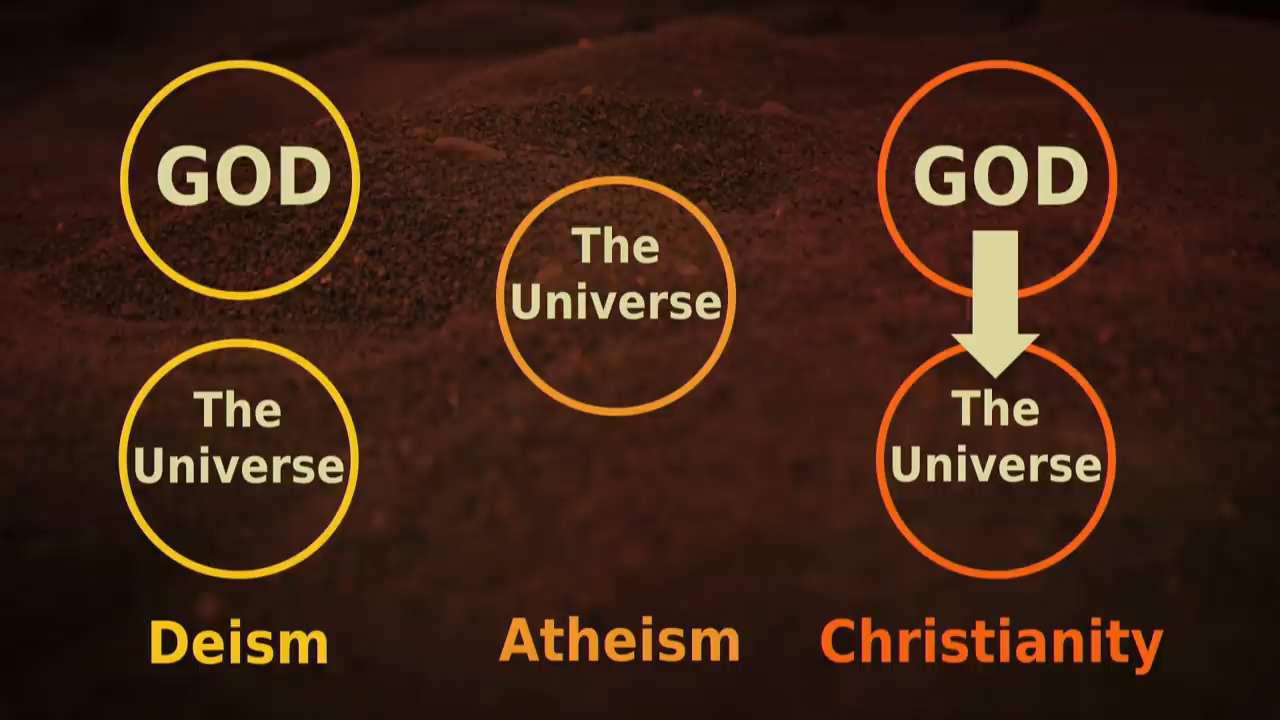 GOD
The
Universe
Deism
The
Universe
Atheism
GOD
The
Universe
Christianity